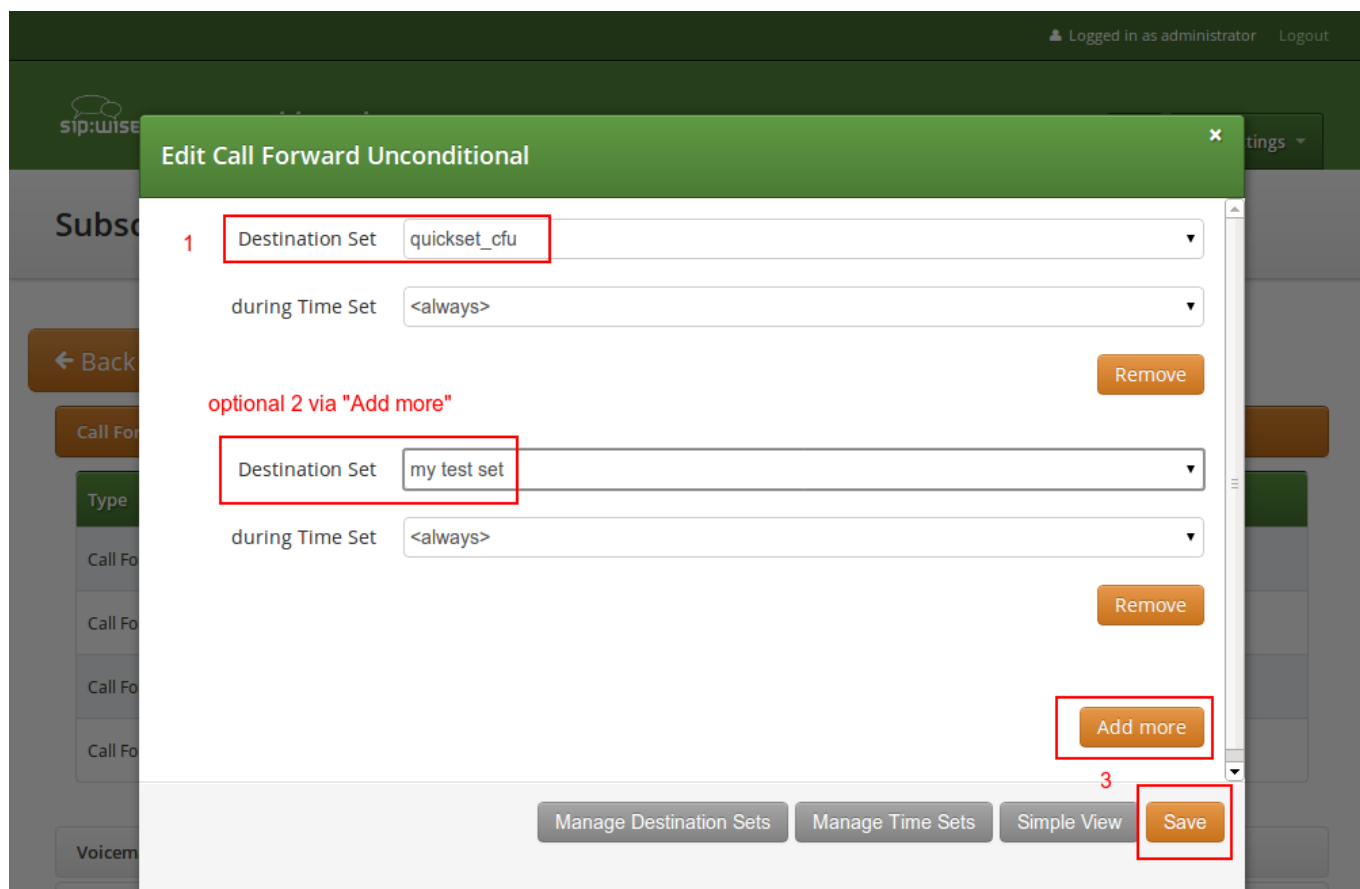 Logged in as administrator Logout
sip:wise
Edit Call Forward Unconditional
×
tings
Subsc
1
Destination Set quickset_cfu
during Time Set <always>
Back
Remove
optional 2 via "Add more"
Call For
Destination Set my test set
Type
during Time Set <always>
Call Fo
Remove
Call Fo
Call Fo
Add more
Call Fo
3
Manage Destination Sets Manage Time Sets Simple View Save
Voicem